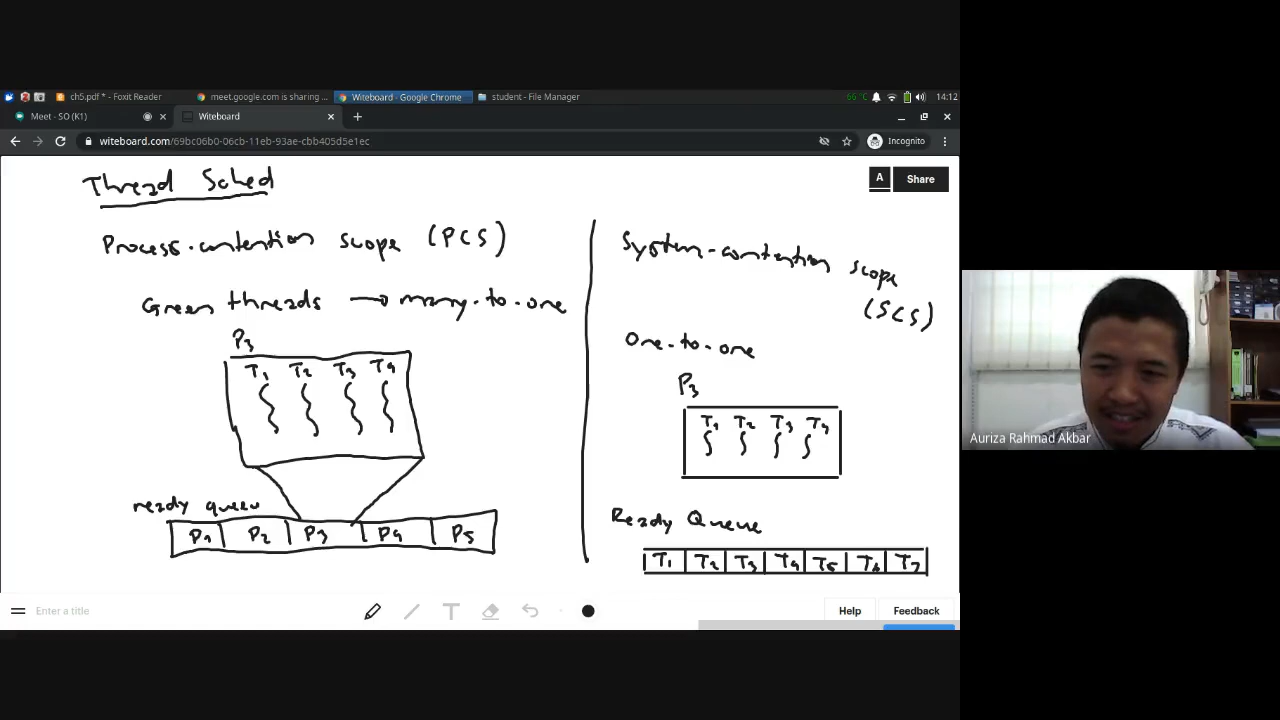 ch5.pdf * - Foxit Reader
meet.google.com is sharing ...
Witeboard - Google Chrome
student - File Manager
66°C
14:12
Meet - SO (K1)
Witeboard
witeboard.com/69bc06b0-06cb-11eb-93ae-cbb405d5e1ec
Incognito
A
Share
Thread Sched
Process-contention scope (PCS)
Green threads → many-to-one
P3
T1 T2 T3 T4
ready queue
P1 P2 P3 P4 P5
System-contention scope
(SCS)
One-to-one
P3
T1 T2 T3 T4
Ready Queue
T1 T2 T3 T4 T5 T6 T7
Enter a title
T
Help
Feedback
Auriza Rahmad Akbar